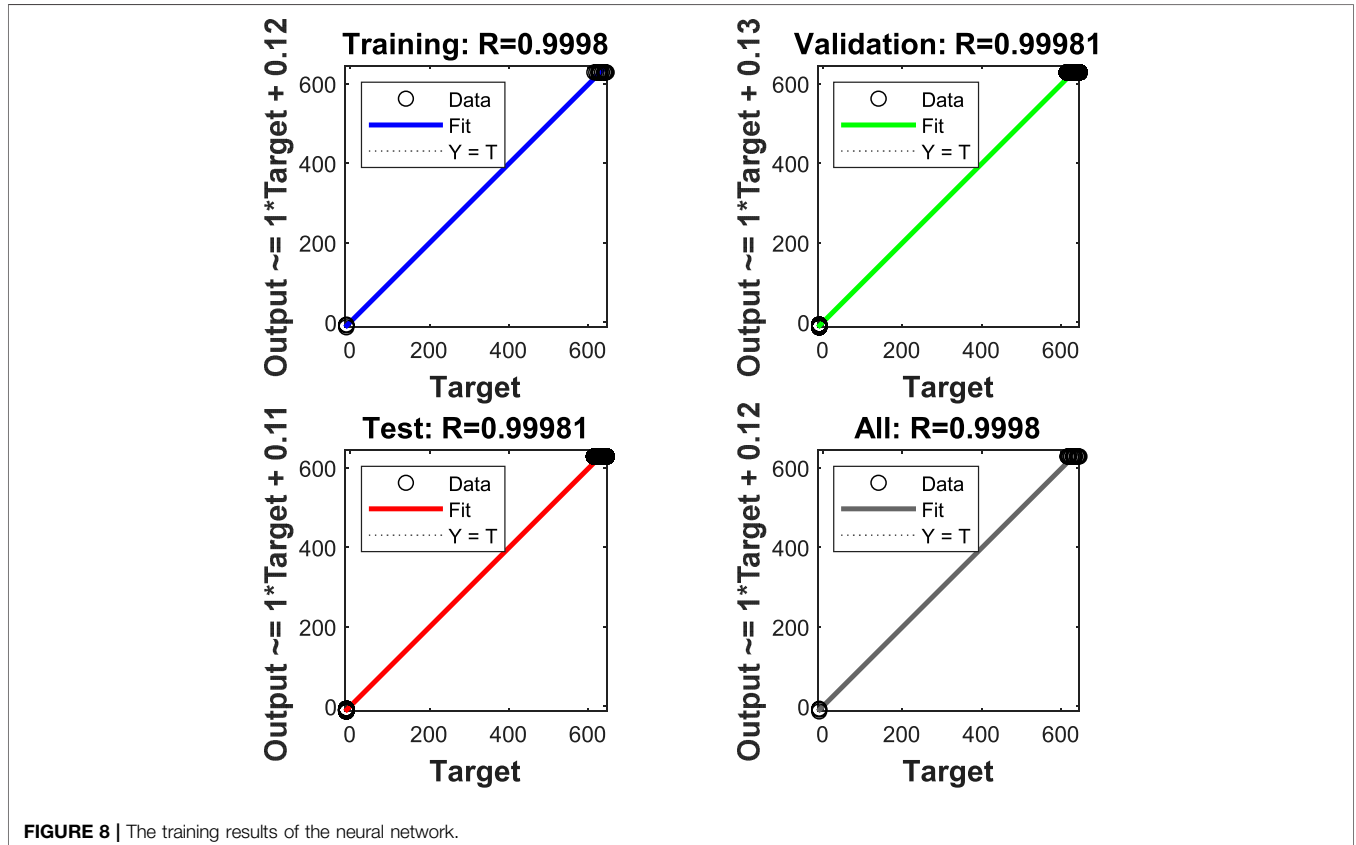 Training: R=0.9998
Output ~= 1*Target + 0.12
600
400
200
0
Data
Fit
Y = T
0 200 400 600
Target
Validation: R=0.99981
Output ~= 1*Target + 0.13
600
400
200
0
Data
Fit
Y = T
0 200 400 600
Target
Test: R=0.99981
Output ~= 1*Target + 0.11
600
400
200
0
Data
Fit
Y = T
0 200 400 600
Target
All: R=0.9998
Output ~= 1*Target + 0.12
600
400
200
0
Data
Fit
Y = T
0 200 400 600
Target
FIGURE 8 | The training results of the neural network.